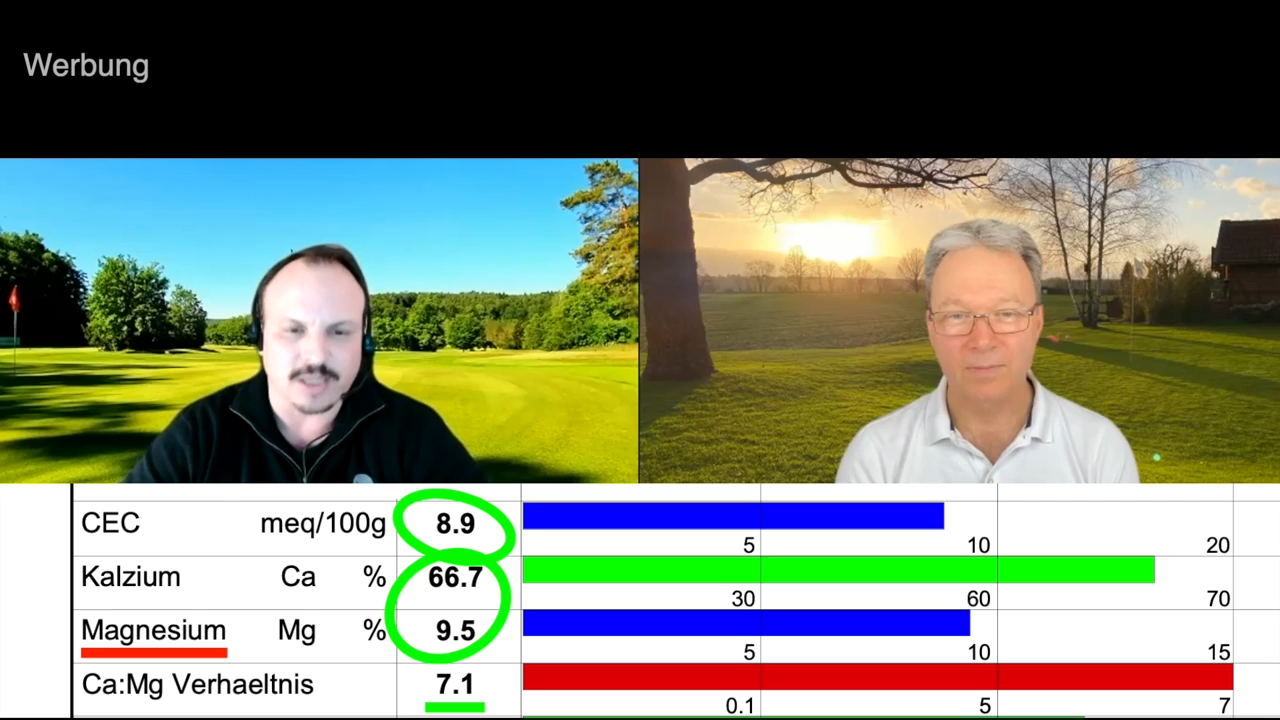 Werbung
CEC meq/100g 8.9
5 10 20
Kalzium Ca % 66.7
30 60 70
Magnesium Mg % 9.5
5 10 15
Ca:Mg Verhaeltnis 7.1
0.1 5 7